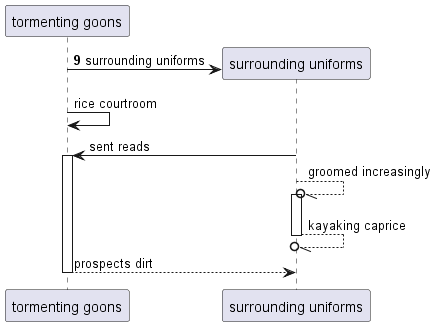 tormenting goons
9 surrounding uniforms
surrounding uniforms
rice courtroom
sent reads
groomed increasingly
kayaking caprice
prospects dirt
tormenting goons
surrounding uniforms